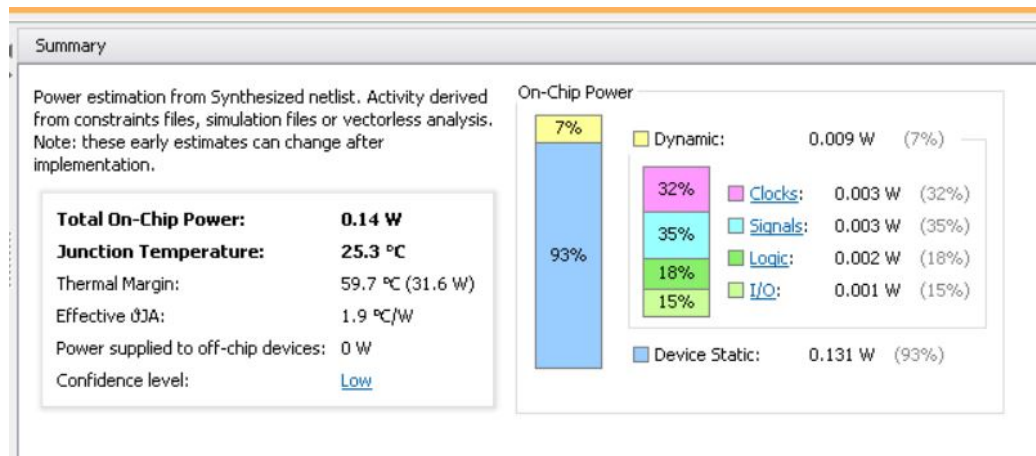 Summary
Power estimation from Synthesized netlist. Activity derived
from constraints files, simulation files or vectorless analysis.
Note: these early estimates can change after
implementation.
Total On-Chip Power: 0.14 W
Junction Temperature: 25.3 °C
Thermal Margin: 59.7 °C (31.6 W)
Effective ϑJA: 1.9 °C/W
Power supplied to off-chip devices: 0 W
Confidence level: Low
On-Chip Power
7%
93%
Dynamic: 0.009 W (7%)
32% Clocks: 0.003 W (32%)
35% Signals: 0.003 W (35%)
18% Logic: 0.002 W (18%)
15% I/O: 0.001 W (15%)
Device Static: 0.131 W (93%)